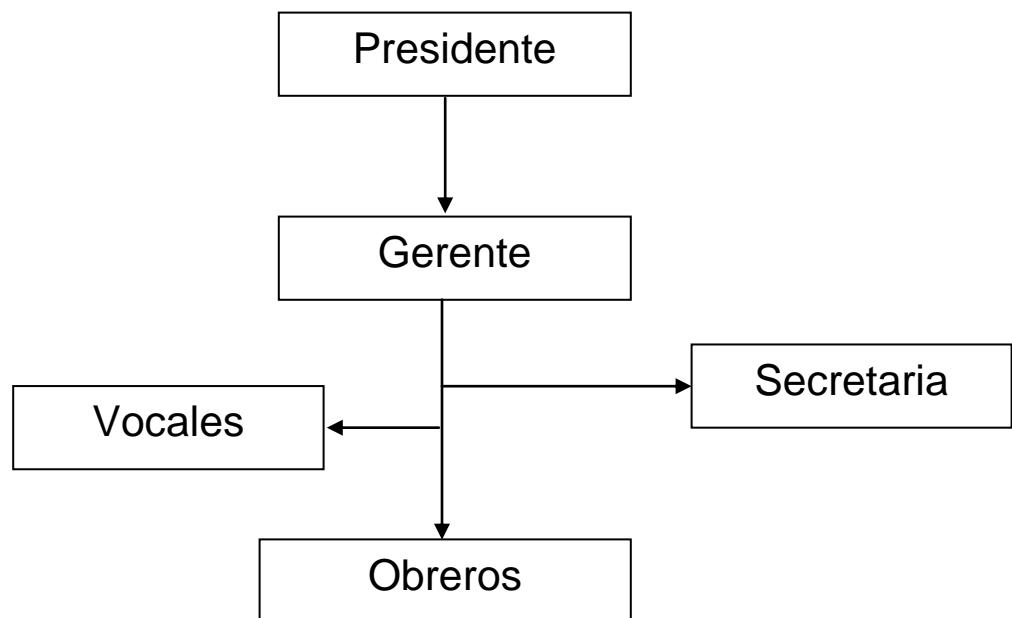 Presidente
Gerente
Secretaria
Vocales
Obreros